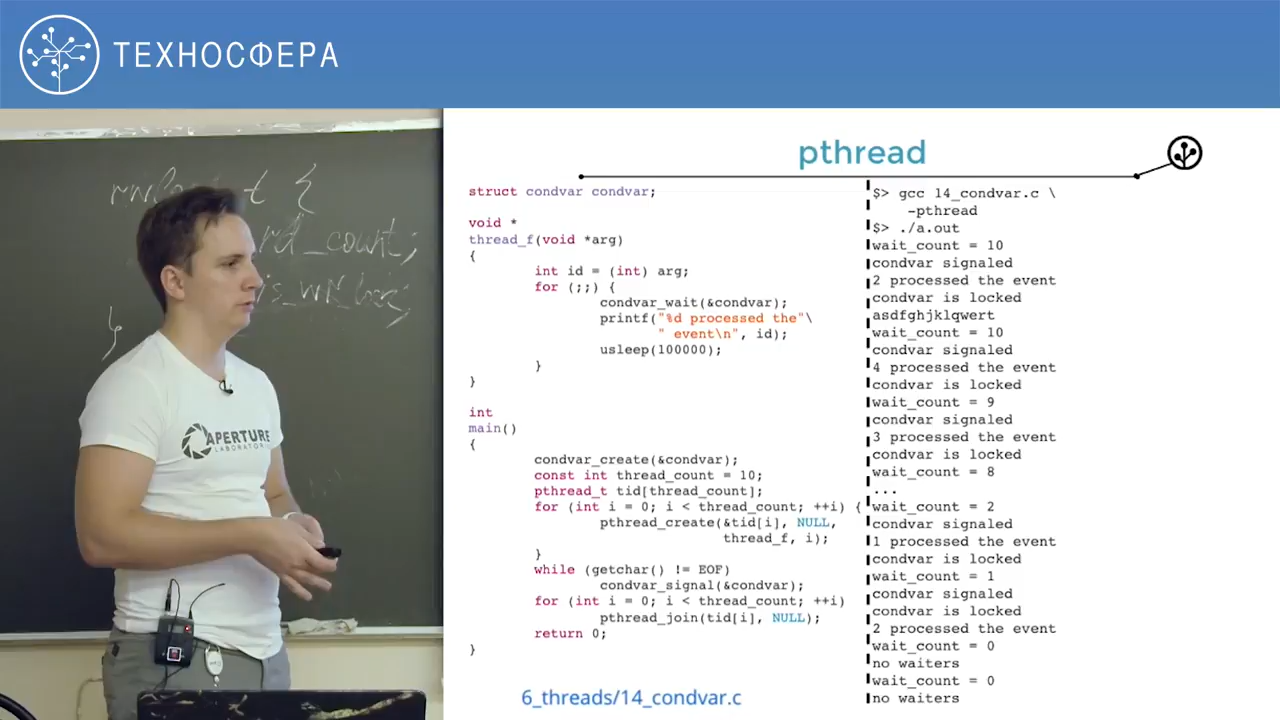 ТЕХНОСФЕРА
rd_count;
}
APERTURE
LABORATORIES
pthread
struct condvar condvar;
void *
thread_f(void *arg)
{
int id = (int) arg;
for (;;) {
condvar_wait(&condvar);
printf("%d processed the"\
" event\n", id);
usleep(100000);
}
}
int
main()
{
condvar_create(&condvar);
const int thread_count = 10;
pthread_t tid[thread_count];
for (int i = 0; i < thread_count; ++i) {
pthread_create(&tid[i], NULL,
thread_f, i);
}
while (getchar() != EOF)
condvar_signal(&condvar);
for (int i = 0; i < thread_count; ++i)
pthread_join(tid[i], NULL);
return 0;
}
6_threads/14_condvar.c
$> gcc 14_condvar.c \
-pthread
$> ./a.out
wait_count = 10
condvar signaled
2 processed the event
condvar is locked
asdfghjklqwert
wait_count = 10
condvar signaled
4 processed the event
condvar is locked
wait_count = 9
condvar signaled
3 processed the event
condvar is locked
wait_count = 8
...
wait_count = 2
condvar signaled
1 processed the event
condvar is locked
wait_count = 1
condvar signaled
condvar is locked
2 processed the event
wait_count = 0
no waiters
wait_count = 0
no waiters